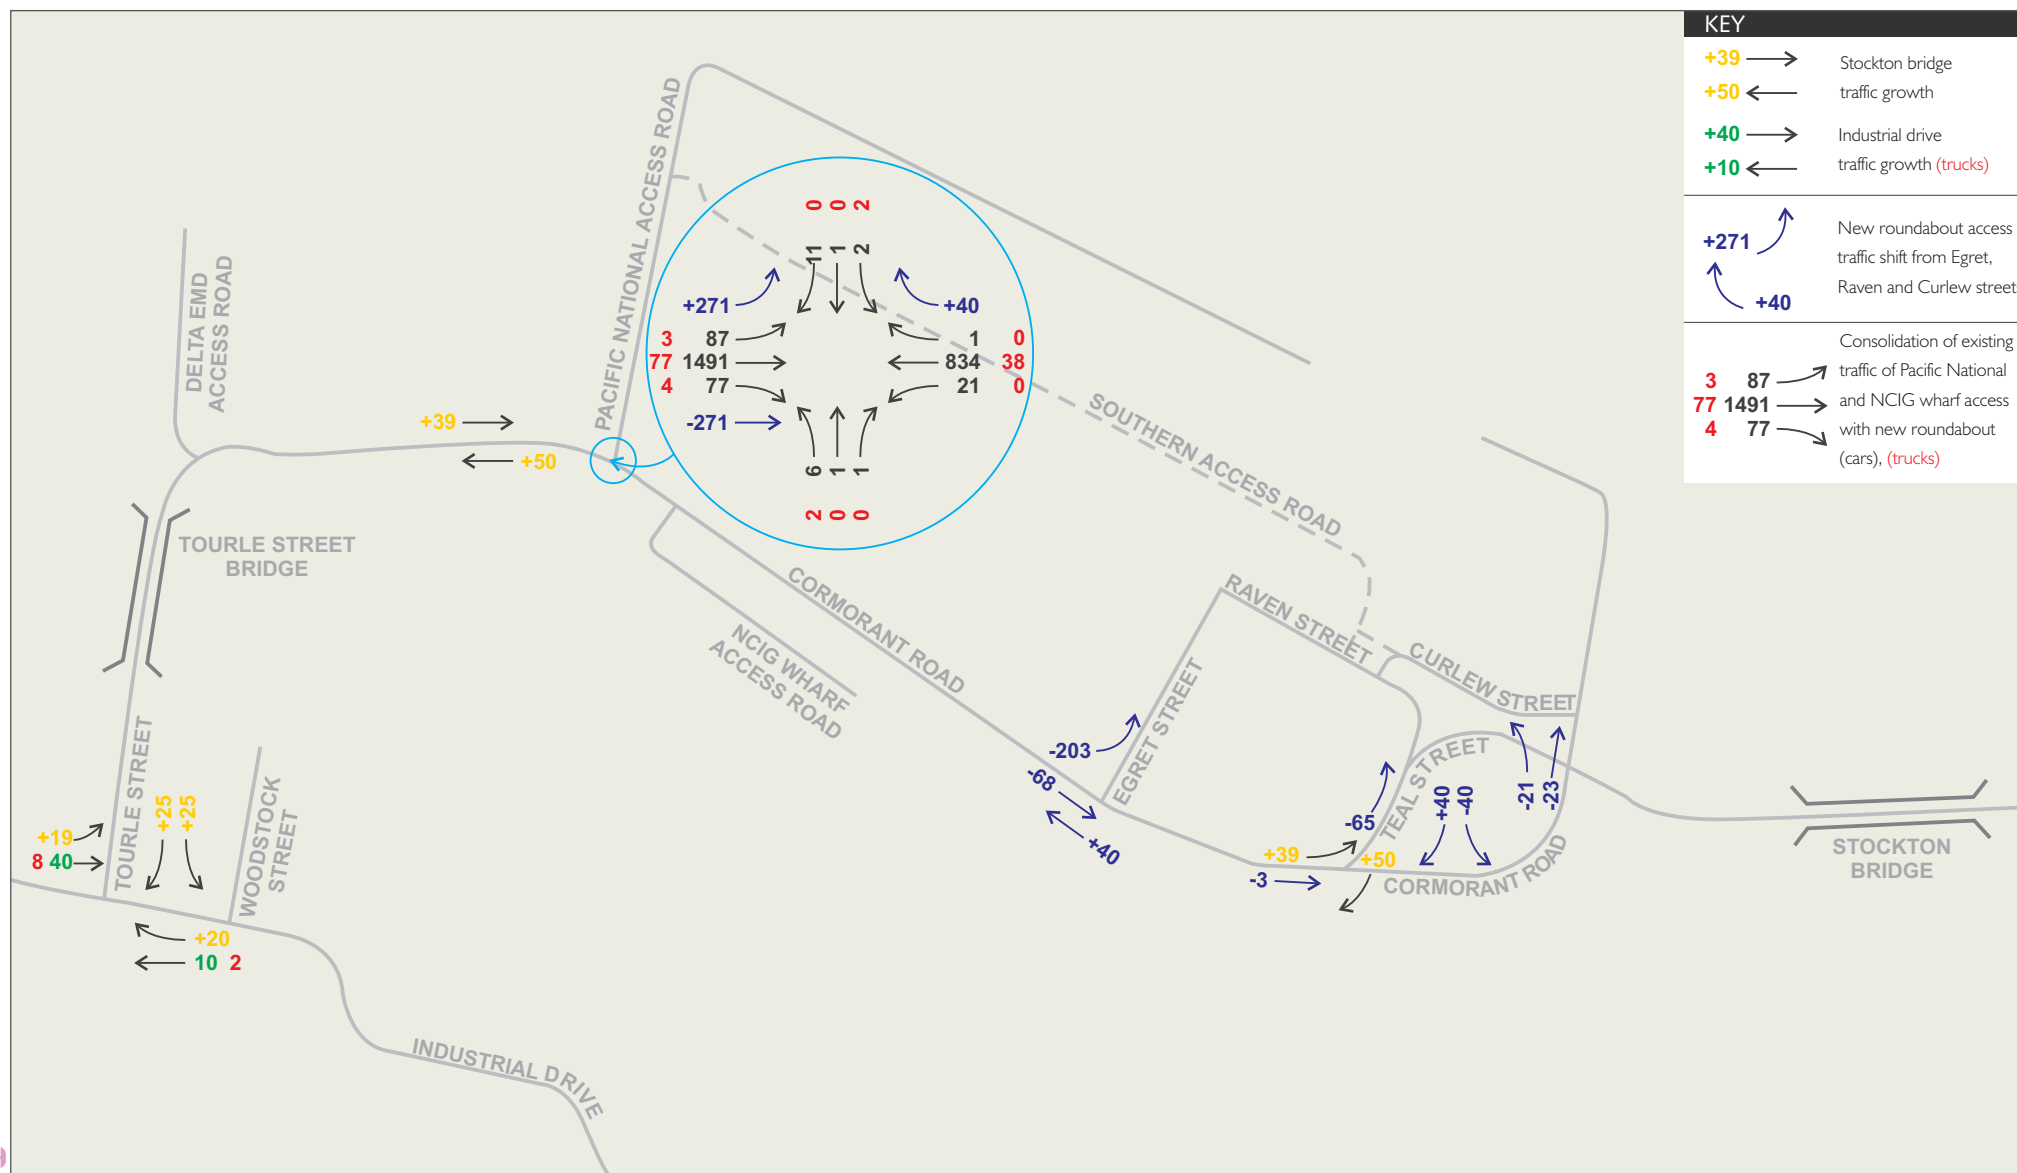 KEY
+39
Stockton bridge
+50
traffic growth
+40
Industrial drive
+10
traffic growth (trucks)
+271
New roundabout access
traffic shift from Egret,
Raven and Curlew street
+40
Consolidation of existing
3 87
traffic of Pacific National
77 1491
and NCIG wharf access
4 77
with new roundabout
(cars), (trucks)
PACIFIC NATIONAL ACCESS ROAD
0 0 2
11 1 2
+271
+40
3 87
1 0
77 1491
834 38
4 77
21 0
-271
6 1 1
2 0 0
DELTA EMD
ACCESS ROAD
+39
+50
SOUTHERN ACCESS ROAD
TOURLE STREET
BRIDGE
CORMORANT ROAD
NCIG WHARF
ACCESS ROAD
RAVEN STREET
CURLEW STREET
EGRET STREET
-203
-68
+40
TEAL STREET
-65
+40
-40
-21
-23
+39
+50
-3
CORMORANT ROAD
STOCKTON
BRIDGE
TOURLE STREET
+25
+25
WOODSTOCK
STREET
+19
8 40
+20
10 2
INDUSTRIAL DRIVE